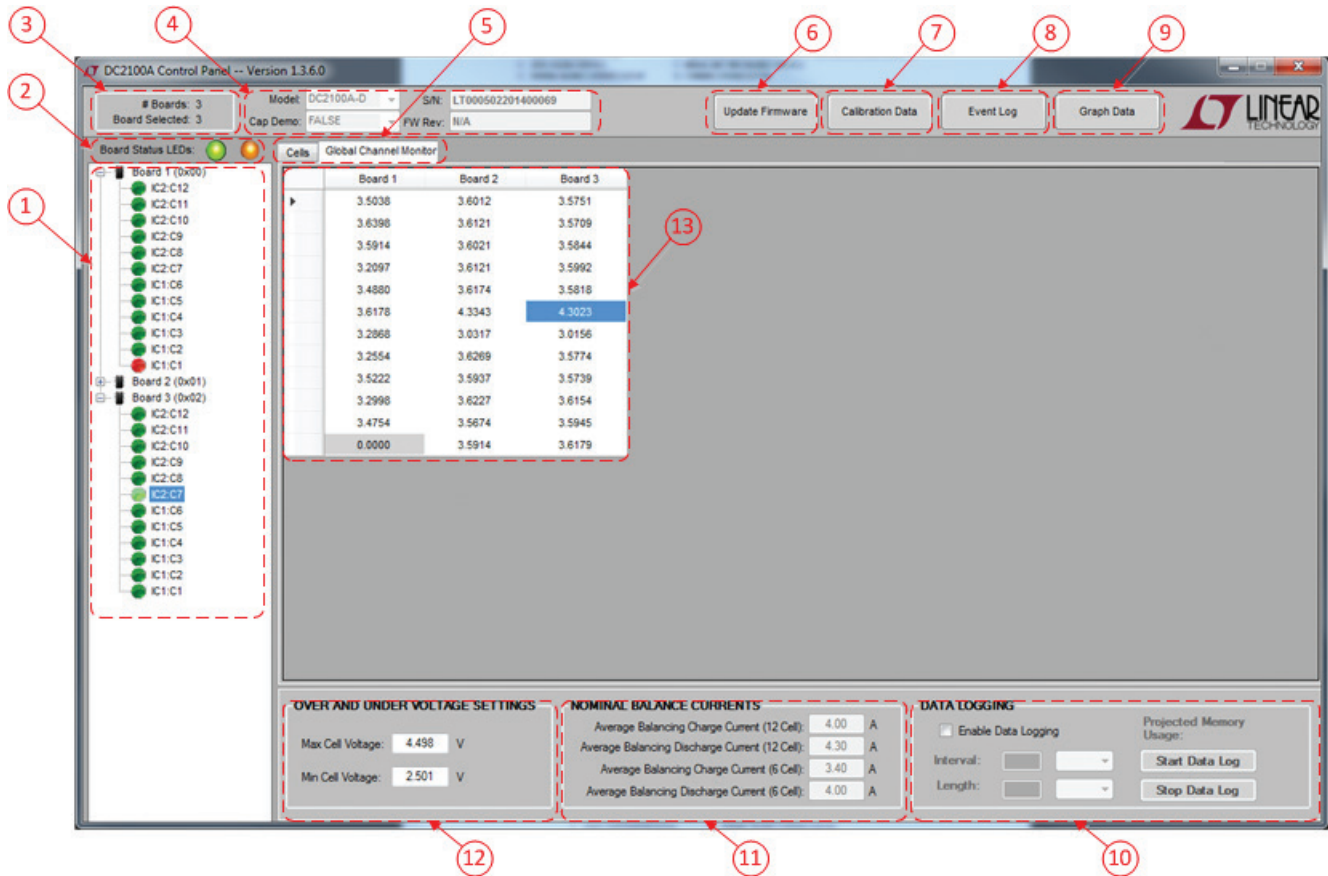 3 4 5 6 7 8 9
DC2100A Control Panel -- Version 1.3.6.0
# Boards: 3
Board Selected: 3
Model: DC2100A-D S/N: LT000502201400069
Cap Demo: FALSE FW Rev: N/A
Update Firmware
Calibration Data
Event Log
Graph Data
LINEAR
TECHNOLOGY
2
Board Status LEDs:
Cells Global Channel Monitor
1
Board 1 (0x00)
IC2:C12
IC2:C11
IC2:C10
IC2:C9
IC2:C8
IC2:C7
IC1:C6
IC1:C5
IC1:C4
IC1:C3
IC1:C2
IC1:C1
Board 2 (0x01)
Board 3 (0x02)
IC2:C12
IC2:C11
IC2:C10
IC2:C9
IC2:C8
IC2:C7
IC1:C6
IC1:C5
IC1:C4
IC1:C3
IC1:C2
IC1:C1
Board 1 Board 2 Board 3
3.5038 3.6012 3.5751
3.6398 3.6121 3.5709
3.5914 3.6021 3.5844
3.2097 3.6121 3.5992
3.4880 3.6174 3.5818
3.6178 4.3343 4.3023
3.2868 3.0317 3.0156
3.2554 3.6269 3.5774
3.5222 3.5937 3.5739
3.2998 3.6227 3.6154
3.4754 3.5674 3.5945
0.0000 3.5914 3.6179
13
OVER AND UNDER VOLTAGE SETTINGS
Max Cell Voltage: 4.498 V
Min Cell Voltage: 2.501 V
NOMINAL BALANCE CURRENTS
Average Balancing Charge Current (12 Cell): 4.00 A
Average Balancing Discharge Current (12 Cell): 4.30 A
Average Balancing Charge Current (6 Cell): 3.40 A
Average Balancing Discharge Current (6 Cell): 4.00 A
DATA LOGGING
Enable Data Logging
Projected Memory
Usage:
Interval:
Start Data Log
Length:
Stop Data Log
12 11 10